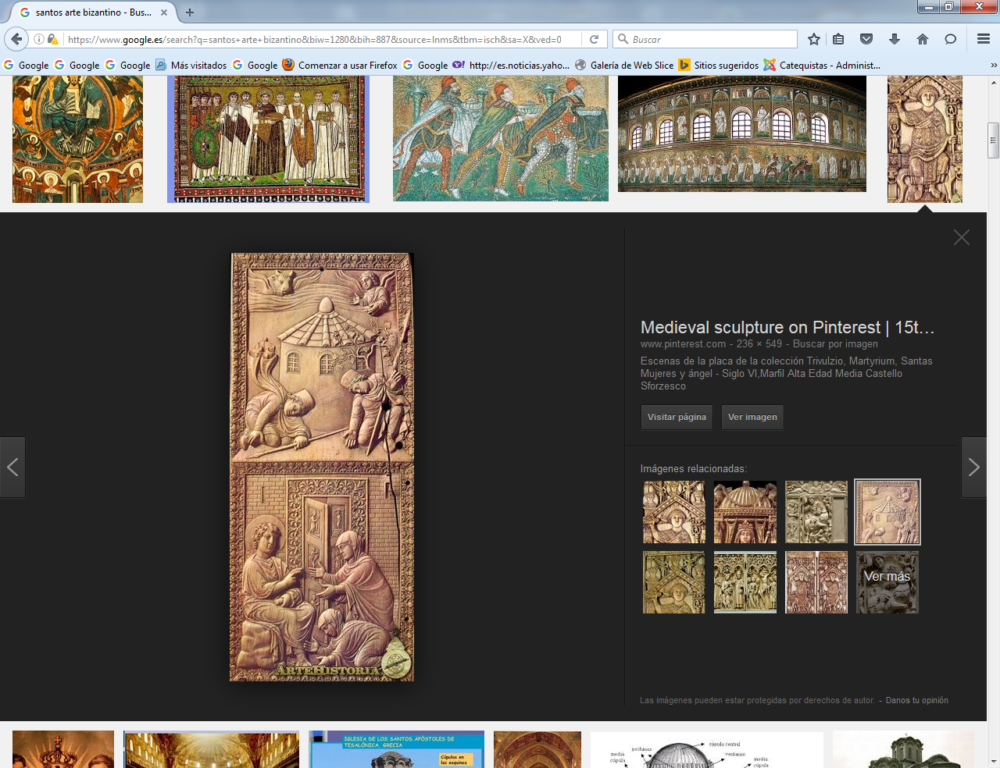 santos arte bizantino - Bus...
https://www.google.es/search?q=santos+arte+bizantino&biw=1280&bih=887&source=lnms&tbm=isch&sa=X&ved=0
Buscar
Google Google Google Más visitados Google Comenzar a usar Firefox Google http://es.noticias.yaho... Galería de Web Slice Sitios sugeridos Catequistas - Administ...
Medieval sculpture on Pinterest | 15t...
www.pinterest.com - 236 × 549 - Buscar por imagen
Escenas de la placa de la colección Trivulzio, Martyrium, Santas
Mujeres y ángel - Siglo VI,Marfil Alta Edad Media Castello
Sforzesco
Visitar página Ver imagen
Imágenes relacionadas:
Ver más
ARTEHISTORIA
Las imágenes pueden estar protegidas por derechos de autor. - Danos tu opinión
IGLESIA DE LOS SANTOS APÓSTOLES DE
TESALÓNICA, GRECIA
Cúpulas en
las esquinas
pechinas
cúpula central
ventanas
media
cúpula
media
cúpula